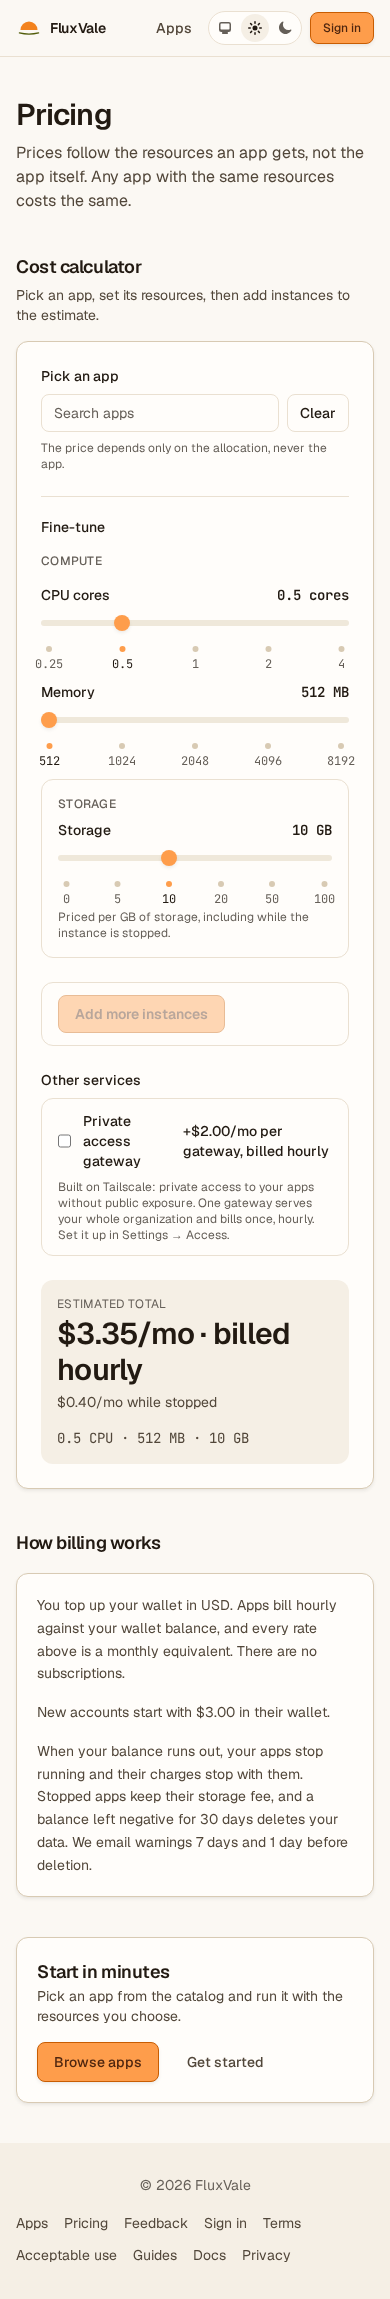 FluxVale Apps Sign in
Pricing
Prices follow the resources an app gets, not the
app itself. Any app with the same resources
costs the same.
Cost calculator
Pick an app, set its resources, then add instances to
the estimate.
Pick an app
Search apps Clear
The price depends only on the allocation, never the
app.
Fine-tune
COMPUTE
CPU cores 0.5 cores
0.25 0.5 1 2 4
Memory 512 MB
512 1024 2048 4096 8192
STORAGE
Storage 10 GB
0 5 10 20 50 100
Priced per GB of storage, including while the
instance is stopped.
Add more instances
Other services
Private
access
gateway
+$2.00/mo per
gateway, billed hourly
Built on Tailscale: private access to your apps
without public exposure. One gateway serves
your whole organization and bills once, hourly.
Set it up in Settings → Access.
ESTIMATED TOTAL
$3.35/mo · billed
hourly
$0.40/mo while stopped
0.5 CPU · 512 MB · 10 GB
How billing works
You top up your wallet in USD. Apps bill hourly
against your wallet balance, and every rate
above is a monthly equivalent. There are no
subscriptions.
New accounts start with $3.00 in their wallet.
When your balance runs out, your apps stop
running and their charges stop with them.
Stopped apps keep their storage fee, and a
balance left negative for 30 days deletes your
data. We email warnings 7 days and 1 day before
deletion.
Start in minutes
Pick an app from the catalog and run it with the
resources you choose.
Browse apps Get started
© 2026 FluxVale
Apps Pricing Feedback Sign in Terms
Acceptable use Guides Docs Privacy